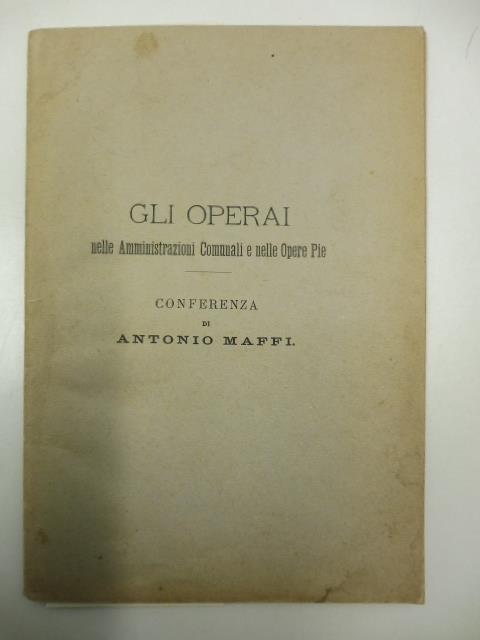 GLI OPERAI
nelle Amministrazioni Comunali e nelle Opere Pie
CONFERENZA
DI
ANTONIO MAFFI.